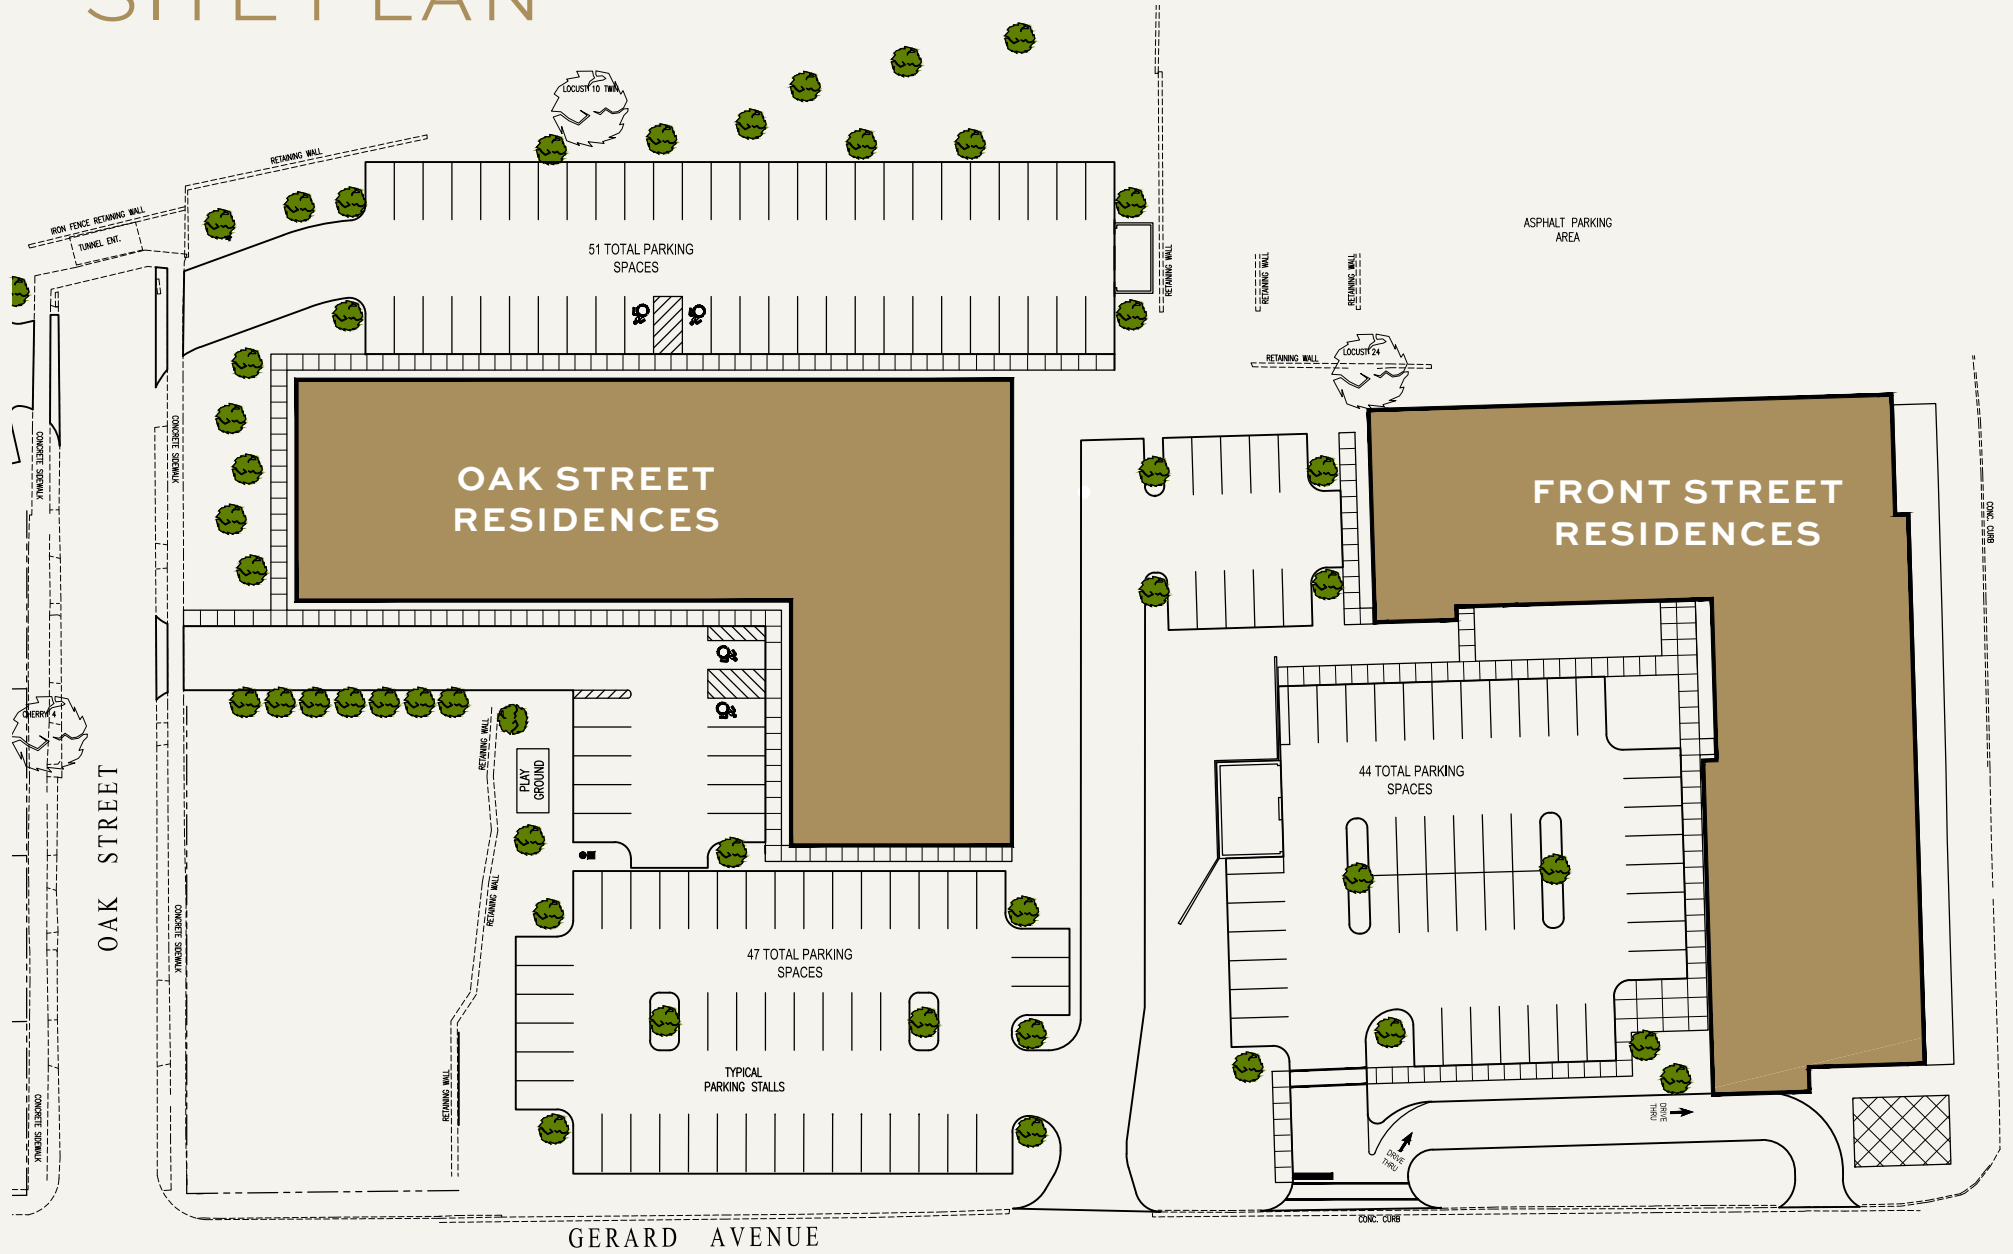 SITE PLAN
LOCUST 10 TWIN
RETAINING WALL
IRON FENCE RETAINING WALL
TUNNEL ENT.
51 TOTAL PARKING
SPACES
RETAINING WALL
RETAINING WALL
RETAINING WALL
ASPHALT PARKING
AREA
RETAINING WALL
LOCUST 24
CONCRETE SIDEWALK
CONCRETE SIDEWALK
OAK STREET
RESIDENCES
FRONT STREET
RESIDENCES
CONC. CURB
CHERRY 4
RETAINING WALL
PLAY
GROUND
44 TOTAL PARKING
SPACES
OAK STREET
RETAINING WALL
CONCRETE SIDEWALK
47 TOTAL PARKING
SPACES
TYPICAL
PARKING STALLS
RETAINING WALL
CONCRETE SIDEWALK
DRIVE
THRU
DRIVE
THRU
CONC. CURB
GERARD AVENUE